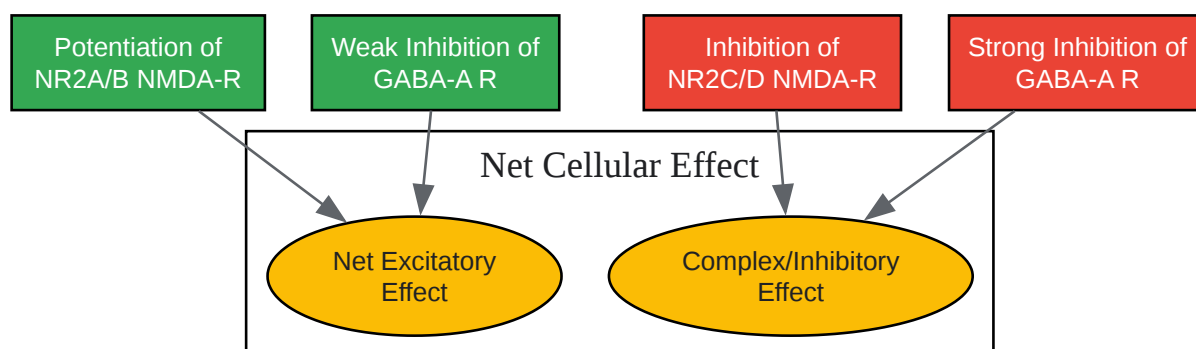 Potentiation of
NR2A/B NMDA-R
Weak Inhibition of
GABA-A R
Inhibition of
NR2C/D NMDA-R
Strong Inhibition of
GABA-A R
Net Cellular Effect
Net Excitatory
Effect
Complex/Inhibitory
Effect